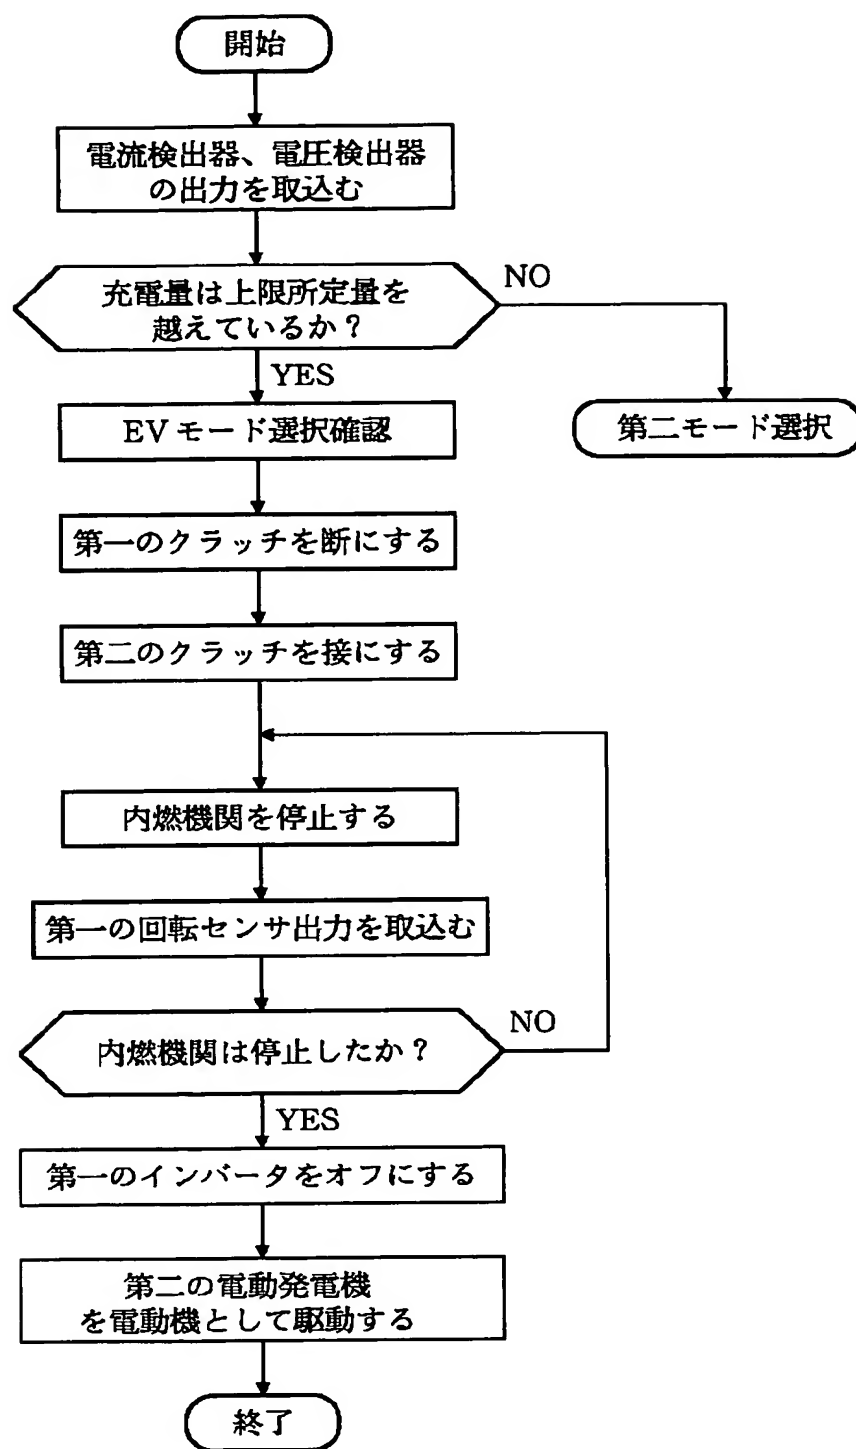 開始
電流検出器、電圧検出器
の出力を取込む
充電量は上限所定量を
越えているか？
NO
YES
EVモード選択確認
第二モード選択
第一のクラッチを断にする
第二のクラッチを接にする
内燃機関を停止する
第一の回転センサ出力を取込む
内燃機関は停止したか？
NO
YES
第一のインバータをオフにする
第二の電動発電機
を電動機として駆動する
終了